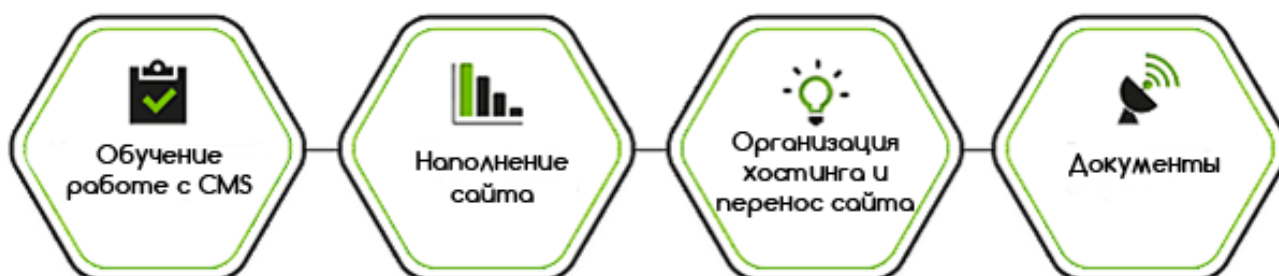 Обучение
работе с CMS
Наполнение
сайта
Организация
хостинга и
перенос сайта
Документы